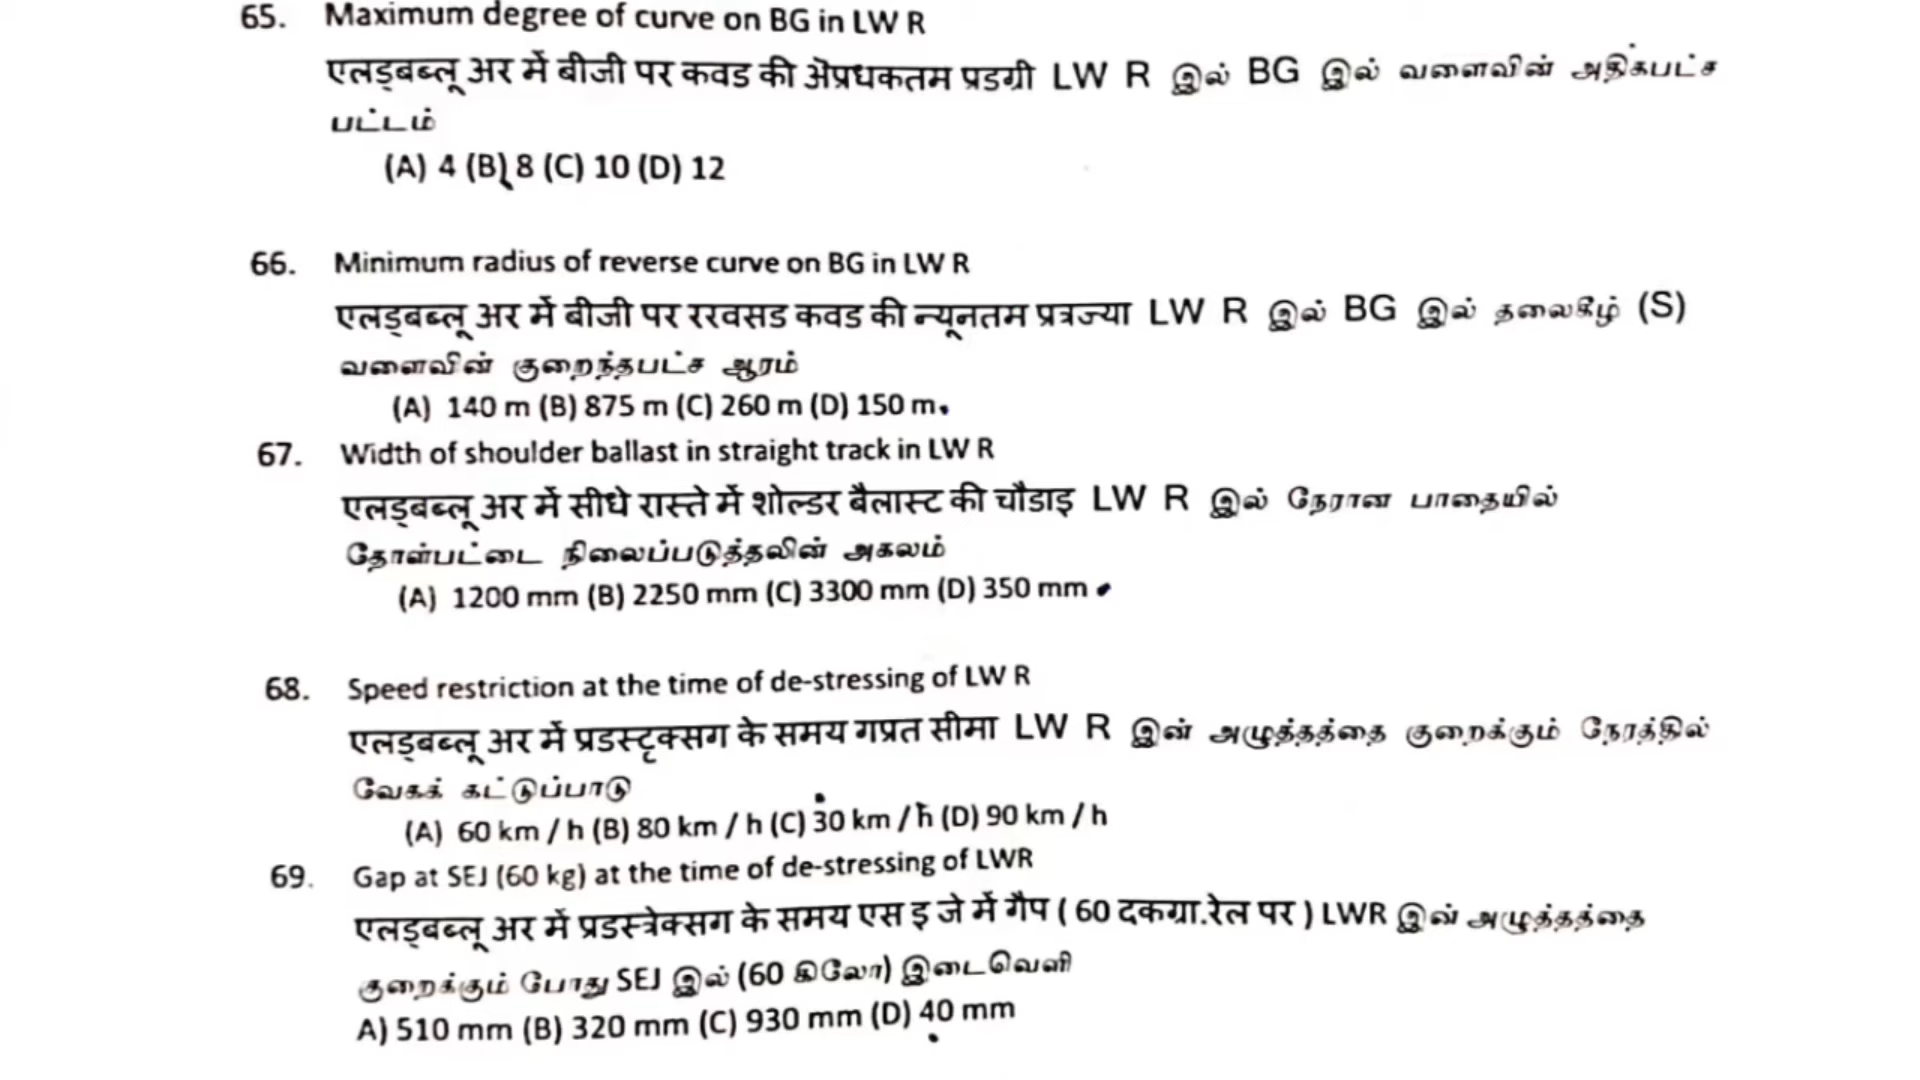 65. Maximum degree of curve on BG in LW R
एलड्बब्लू अर में बीजी पर कवड की ॲप्रधकतम प्रडग्री LW R இல் BG இல் வளைவின் அதிகபட்ச
பட்டம்
(A) 4 (B) 8 (C) 10 (D) 12
66. Minimum radius of reverse curve on BG in LW R
एलड्बब्लू अर में बीजी पर ररवसड कवड की न्यूनतम प्रत्रज्या LW R இல் BG இல் தலைகீழ் (S)
வளைவின் குறைந்தபட்ச ஆரம்
(A) 140 m (B) 875 m (C) 260 m (D) 150 m.
67. Width of shoulder ballast in straight track in LW R
एलड्बब्लू अर में सीधे रास्ते में शोल्डर बैलास्ट की चौडाइ LW R இல் நேரான பாதையில்
தோள்பட்டை நிலைப்படுத்தலின் அகலம்
(A) 1200 mm (B) 2250 mm (C) 3300 mm (D) 350 mm
68. Speed restriction at the time of de-stressing of LW R
एलड्बब्लू अर में प्रडस्ट्रक्सग के समय गप्रत सीमा LW R இன் அழுத்தத்தை குறைக்கும் நேரத்தில்
வேகக் கட்டுப்பாடு
(A) 60 km / h (B) 80 km / h (C) 30 km / h (D) 90 km / h
69. Gap at SEJ (60 kg) at the time of de-stressing of LWR
एलड्बब्लू अर में प्रडस्त्रेक्सग के समय एस इ जे में गैप ( 60 दकग्रा.रेल पर ) LWR இன் அழுத்தத்தை
குறைக்கும் போது SEJ இல் (60 கிலோ) இடைவெளி
A) 510 mm (B) 320 mm (C) 930 mm (D) 40 mm